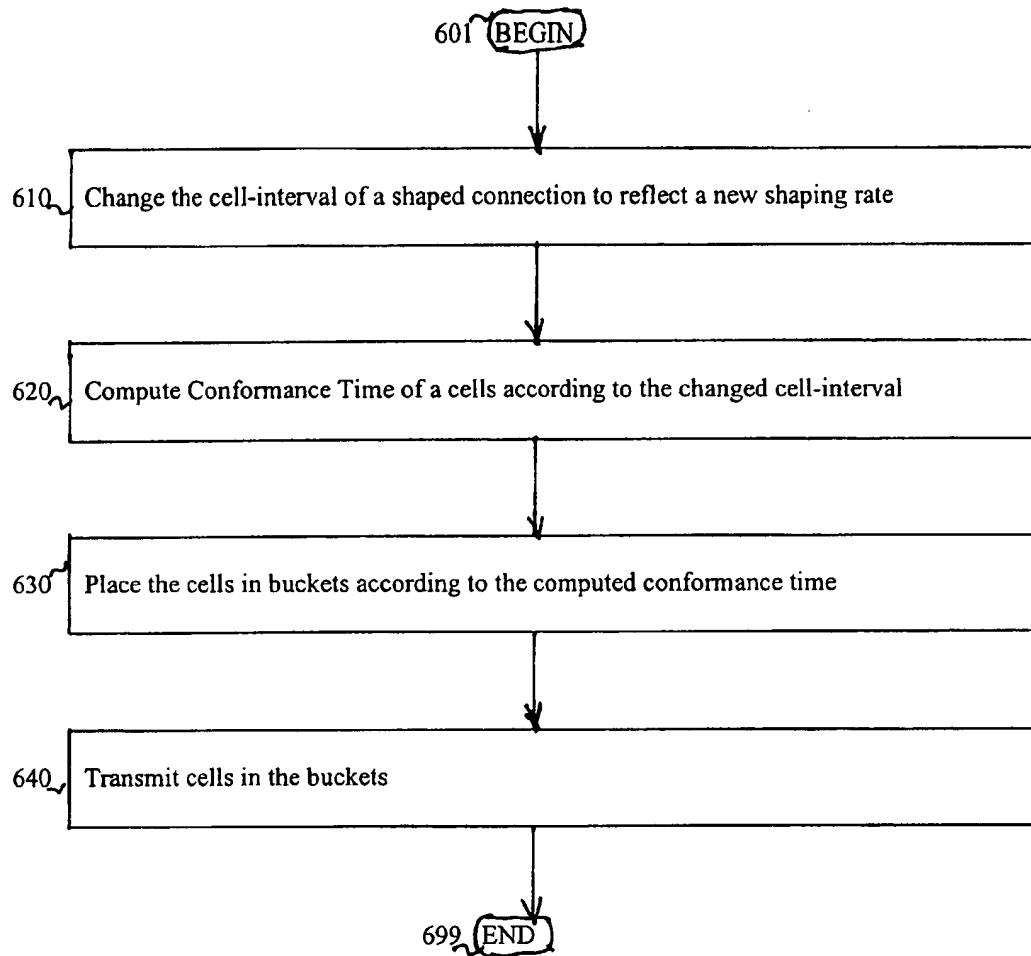 601 BEGIN
610 Change the cell-interval of a shaped connection to reflect a new shaping rate
620 Compute Conformance Time of a cells according to the changed cell-interval
630 Place the cells in buckets according to the computed conformance time
640 Transmit cells in the buckets
699 END